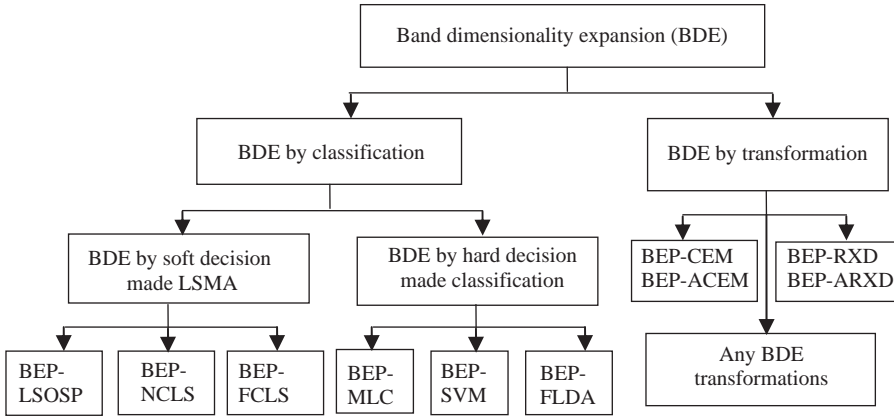 Band dimensionality expansion (BDE)
BDE by classification
BDE by transformation
BDE by soft decision
made LSMA
BDE by hard decision
made classification
BEP-CEM
BEP-ACEM
BEP-RXD
BEP-ARXD
BEP-
LSOSP
BEP-
NCLS
BEP-
FCLS
BEP-
MLC
BEP-
SVM
BEP-
FLDA
Any BDE
transformations